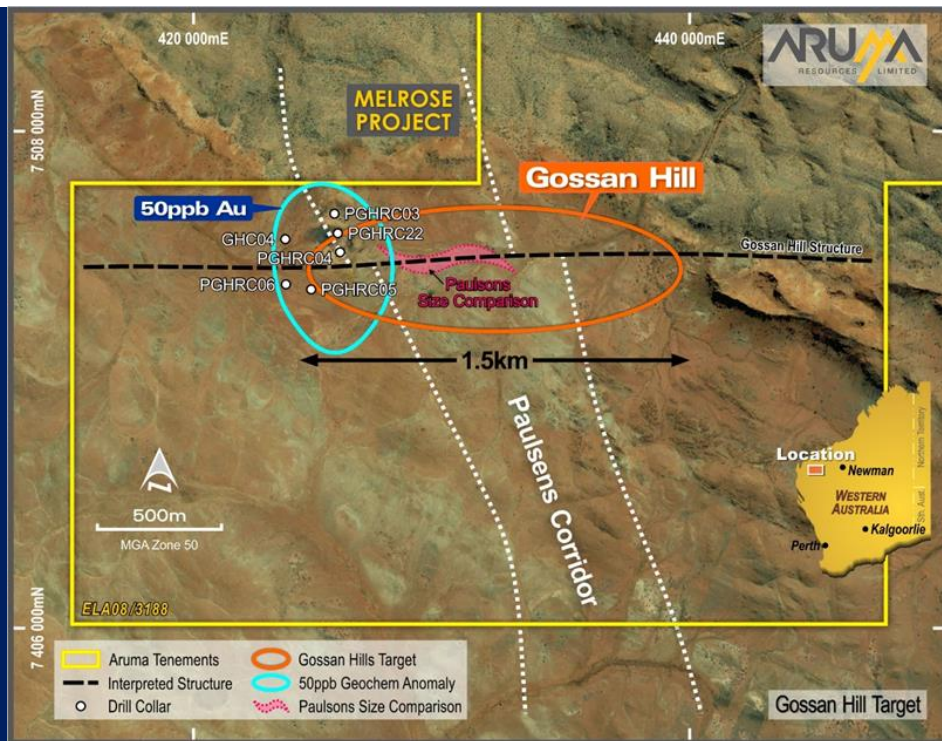 420 000mE
440 000mE
ARUMA
RESOURCES LIMITED
MELROSE
PROJECT
7 508 000mN
Gossan Hill
50ppb Au
PGHRC03
GHC04
PGHRC22
PGHRC04
Gossan Hill Structure
PGHRC06
PGHRC05
Paulsons
Size Comparison
1.5km
Paulsens Corridor
Location
Newman
Northern Territory
WESTERN
AUSTRALIA
Sth. Aust.
Kalgoorlie
Perth
500m
MGA Zone 50
7 406 000mN
ELA08/3188
Aruma Tenements
Gossan Hills Target
Interpreted Structure
50ppb Geochem Anomaly
Drill Collar
Paulsons Size Comparison
Gossan Hill Target